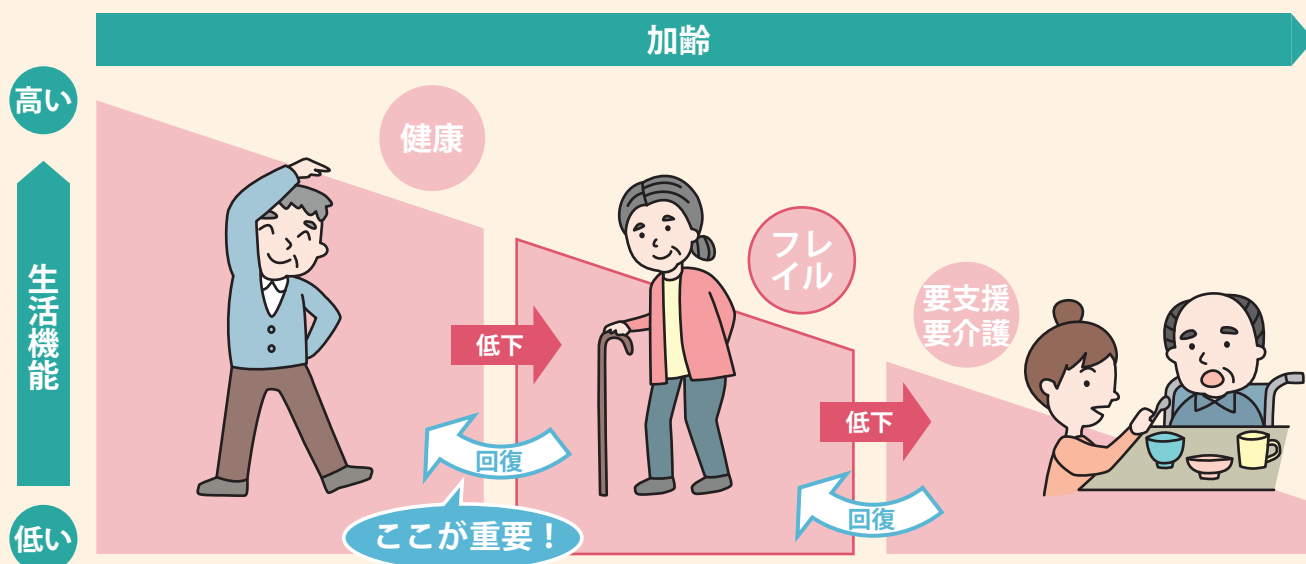 加齢
高い
生活機能
低い
健康
低下
回復
ここが重要！
フレ
イル
低下
回復
要支援
要介護